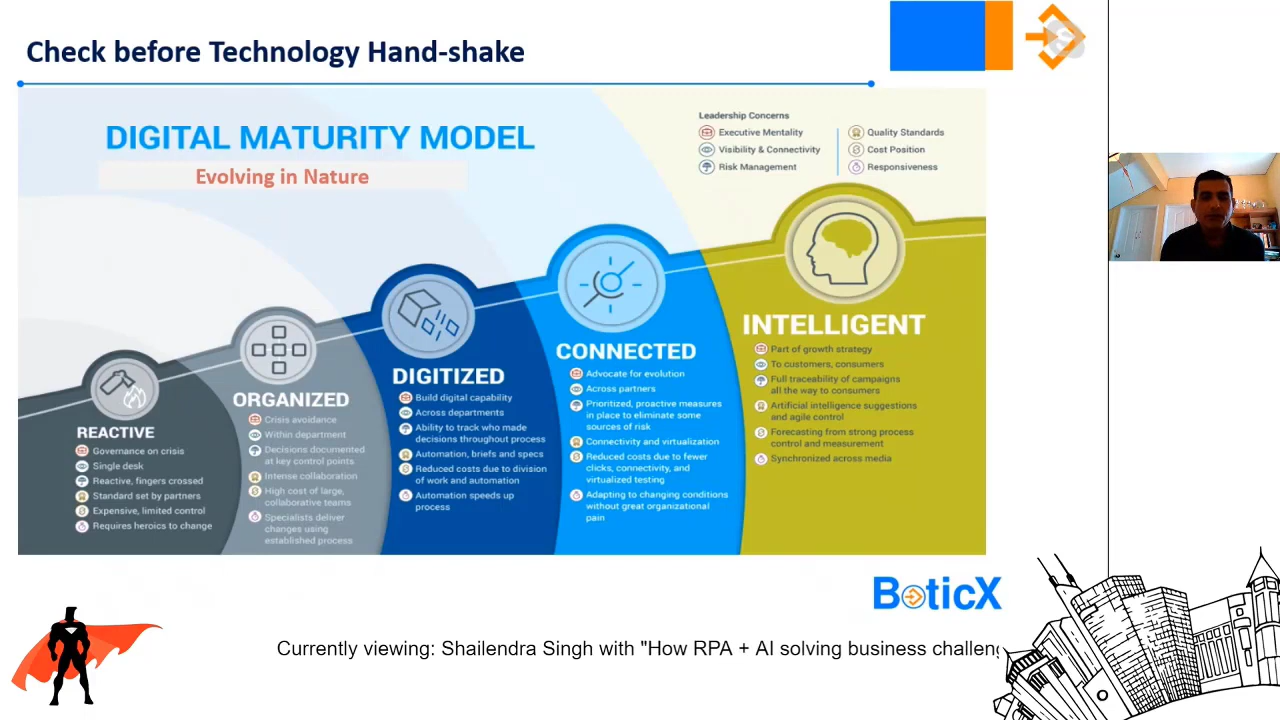 Check before Technology Hand-shake
DIGITAL MATURITY MODEL
Evolving in Nature
Leadership Concerns
Executive Mentality
Visibility & Connectivity
Risk Management
Quality Standards
Cost Position
Responsiveness
REACTIVE
Governance on crisis
Single desk
Reactive, fingers crossed
Standard set by partners
Expensive, limited control
Requires heroics to change
ORGANIZED
Crisis avoidance
Within department
Decisions documented
at key control points
Intense collaboration
High cost of large,
collaborative teams
Specialists deliver
changes using
established process
DIGITIZED
Build digital capability
Across departments
Ability to track who made
decisions throughout process
Automation, briefs and specs
Reduced costs due to division
of work and automation
Automation speeds up
process
CONNECTED
Advocate for evolution
Across partners
Prioritized, proactive measures
in place to eliminate some
sources of risk
Connectivity and virtualization
Reduced costs due to fewer
clicks, connectivity, and
virtualized testing
Adapting to changing conditions
without great organizational
pain
INTELLIGENT
Part of growth strategy
To customers, consumers
Full traceability of campaigns
all the way to consumers
Artificial intelligence suggestions
and agile control
Forecasting from strong process
control and measurement
Synchronized across media
BoticX
Currently viewing: Shailendra Singh with "How RPA + AI solving business challeng